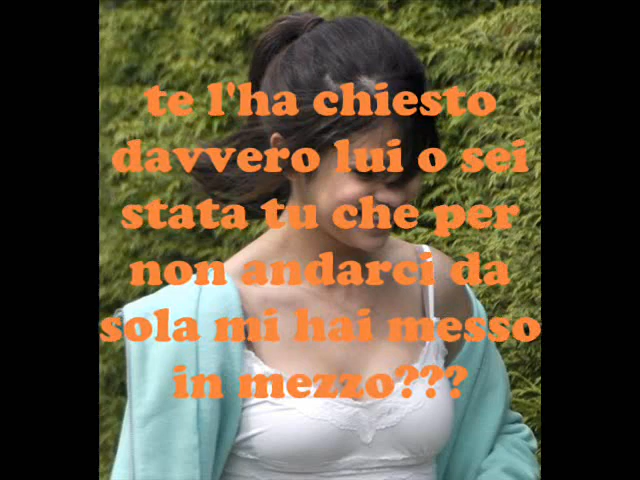 te l'ha chiesto
davvero lui o sei
stata tu che per
non andarci da
sola mi hai messo
in mezzo???